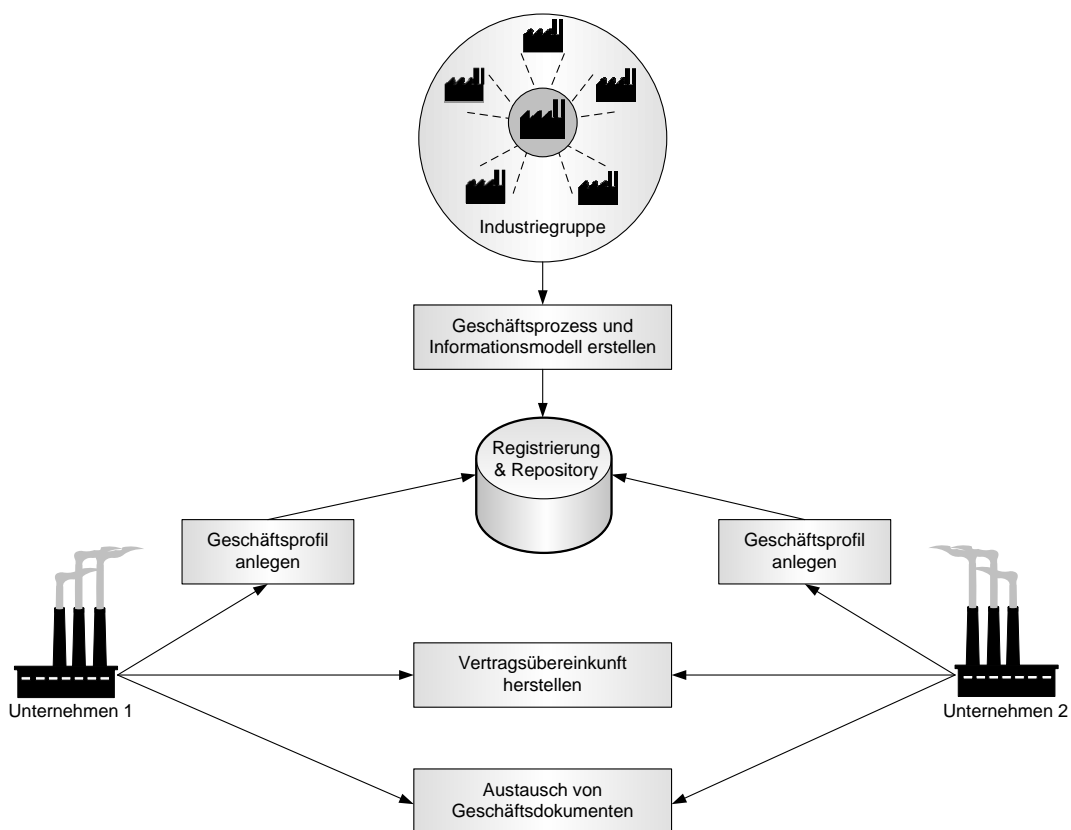 Industriegruppe
Geschäftsprozess und
Informationsmodell erstellen
Registrierung
& Repository
Geschäftsprofil
anlegen
Geschäftsprofil
anlegen
Unternehmen 1
Vertragsübereinkunft
herstellen
Unternehmen 2
Austausch von
Geschäftsdokumenten